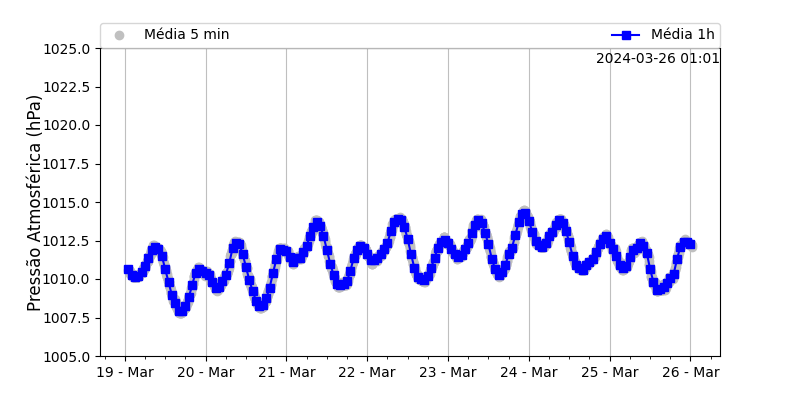 Média 5 min
Média 1h
2024-03-26 01:01
Pressão Atmosférica (hPa)
1025.0
1022.5
1020.0
1017.5
1015.0
1012.5
1010.0
1007.5
1005.0
19 - Mar
20 - Mar
21 - Mar
22 - Mar
23 - Mar
24 - Mar
25 - Mar
26 - Mar